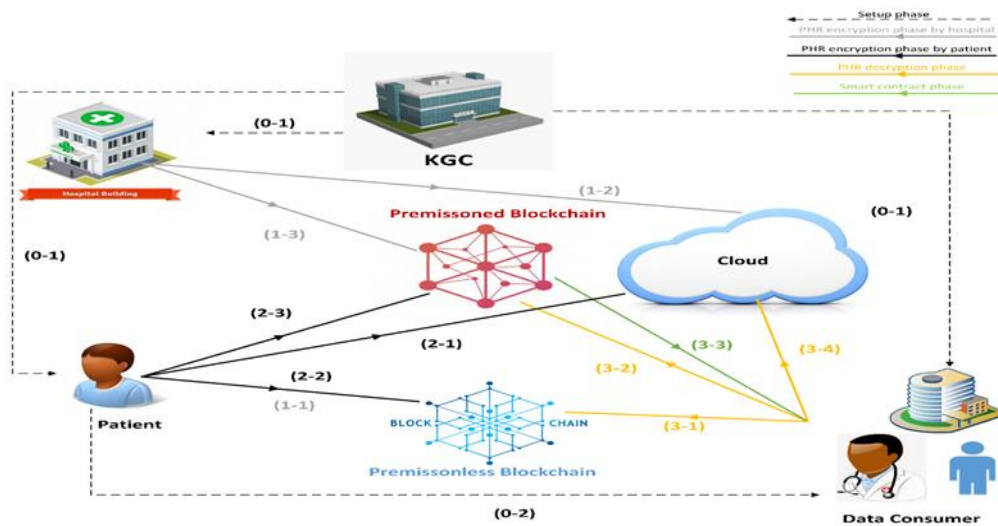 Setup phase
PHR encryption phase by hospital
PHR encryption phase by patient
PHR decryption phase
Smart contract phase
(0-1)
KGC
Hospital Building
(1-2)
Premissoned Blockchain
(0-1)
(1-3)
(0-1)
Cloud
(2-3)
(2-1)
(3-3)
(3-4)
(3-2)
(2-2)
(1-1)
Patient
BLOCK CHAIN
(3-1)
Premissonless Blockchain
(0-2)
Data Consumer